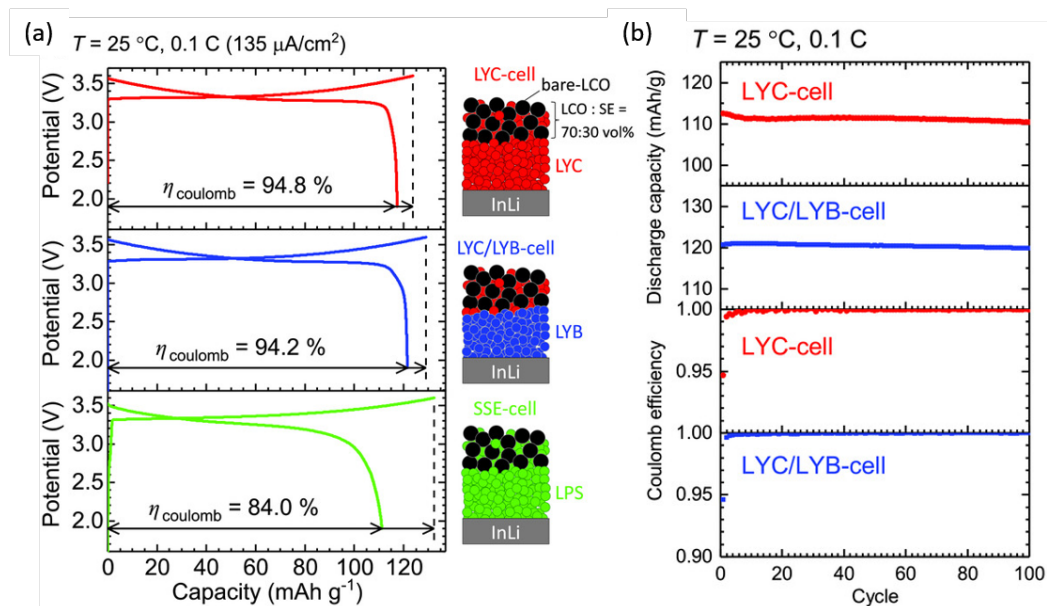 (a)
T = 25 °C, 0.1 C (135 μA/cm²)
Potential (V)
3.5
3.0
2.5
2.0
η coulomb = 94.8 %
LYC-cell
bare-LCO
LCO : SE =
70:30 vol%
LYC
InLi
Potential (V)
3.5
3.0
2.5
2.0
η coulomb = 94.2 %
LYC/LYB-cell
LYB
InLi
Potential (V)
3.5
3.0
2.5
2.0
η coulomb = 84.0 %
SSE-cell
LPS
InLi
0 20 40 60 80 100 120
Capacity (mAh g⁻¹)
(b)
T = 25 °C, 0.1 C
Discharge capacity (mAh/g)
120
110
100
LYC-cell
130
120
110
LYC/LYB-cell
Coulomb efficiency
1.00
0.95
LYC-cell
1.00
0.95
0.90
LYC/LYB-cell
0 20 40 60 80 100
Cycle